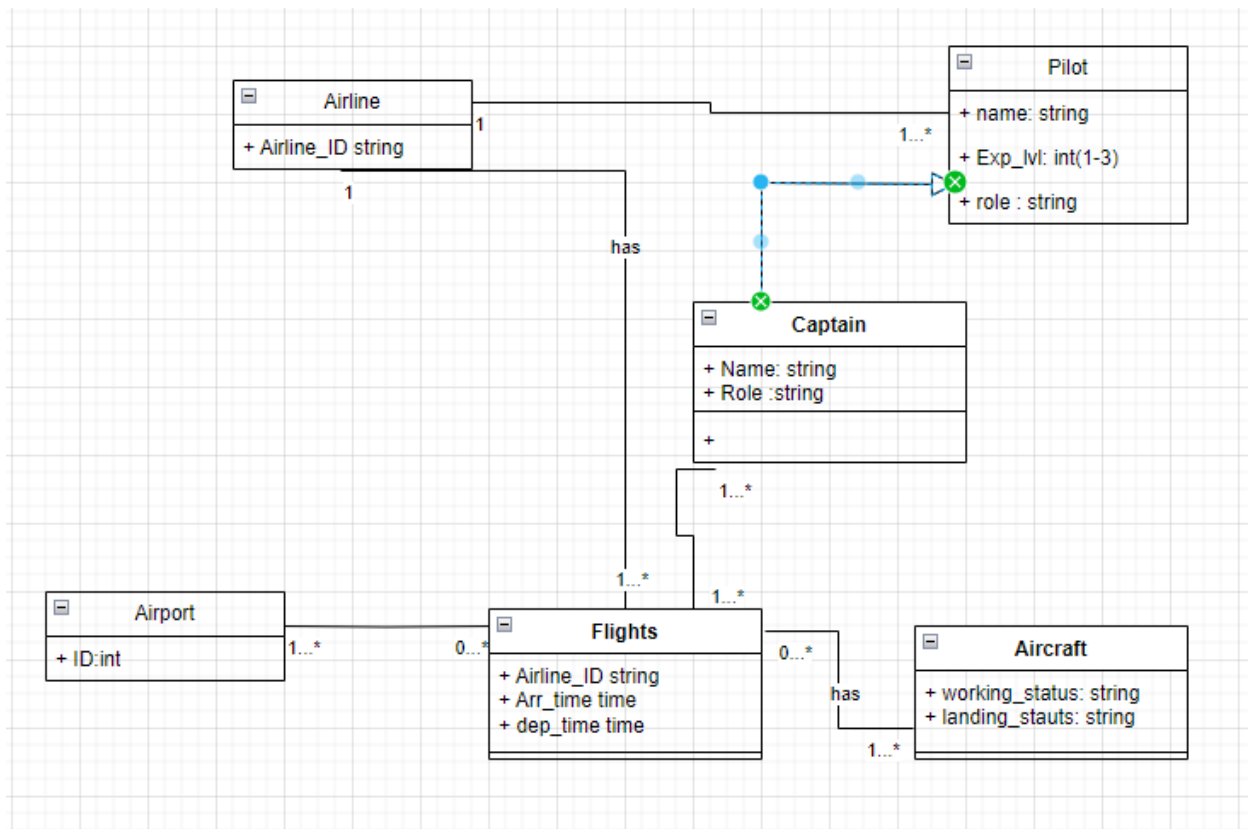 Pilot
+ name: string
+ Exp_lvl: int(1-3)
+ role : string
Airline
+ Airline_ID string
1
1...*
1
has
Captain
+ Name: string
+ Role :string
+
1...*
1...*
1...*
Airport
+ ID:int
1...*
0...*
Flights
+ Airline_ID string
+ Arr_time time
+ dep_time time
0...*
has
1...*
Aircraft
+ working_status: string
+ landing_stauts: string